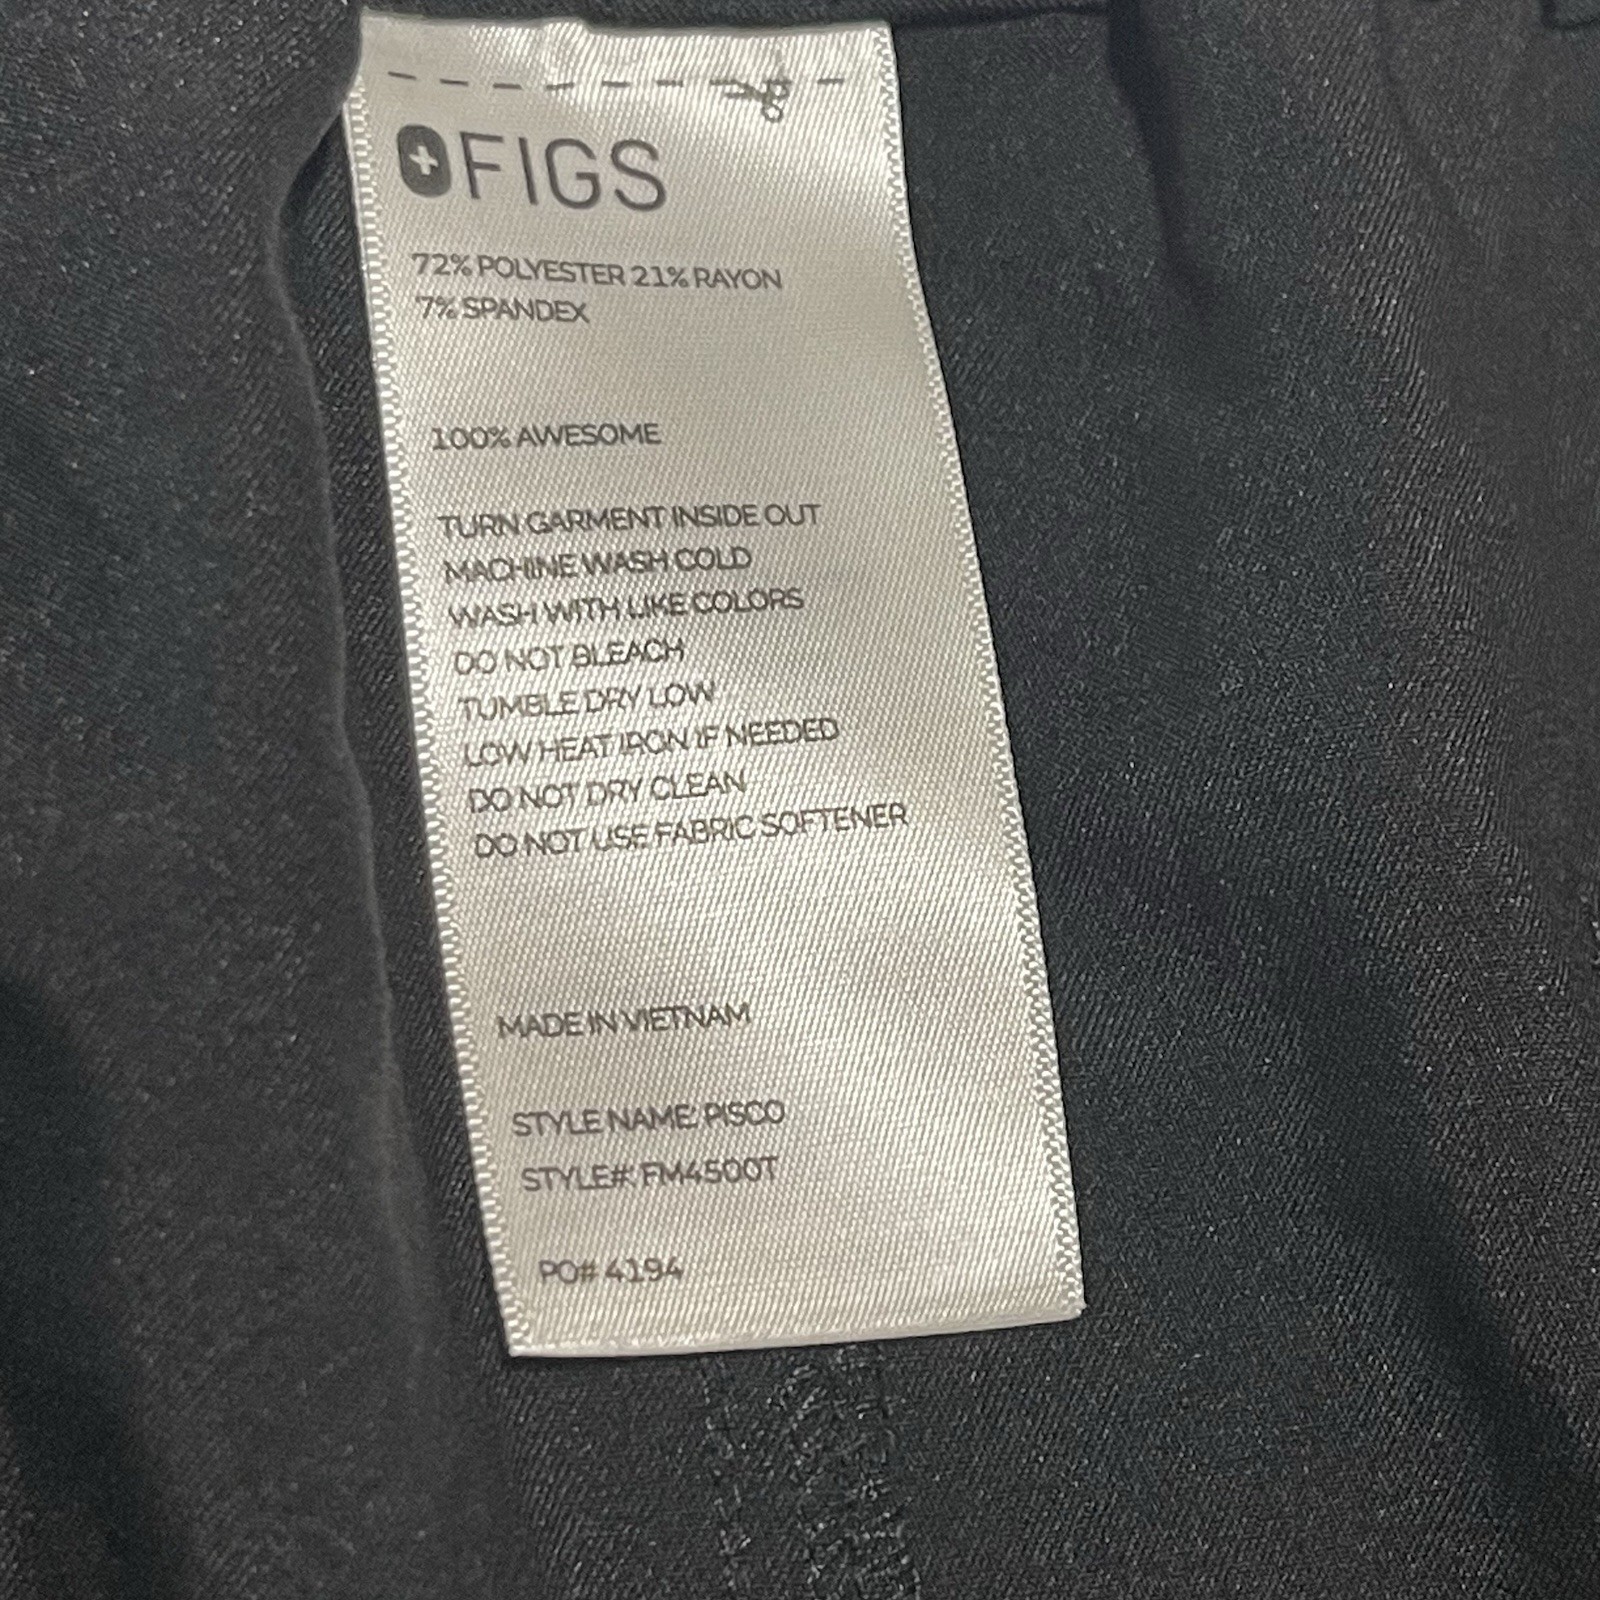 FIGS
72% POLYESTER 21% RAYON
7% SPANDEX
100% AWESOME
TURN GARMENT INSIDE OUT
MACHINE WASH COLD
WASH WITH LIKE COLORS
DO NOT BLEACH
TUMBLE DRY LOW
LOW HEAT IRON IF NEEDED
DO NOT DRY CLEAN
DO NOT USE FABRIC SOFTENER
MADE IN VIETNAM
STYLE NAME: PISCO
STYLE#: FM4500T
PO# 4194